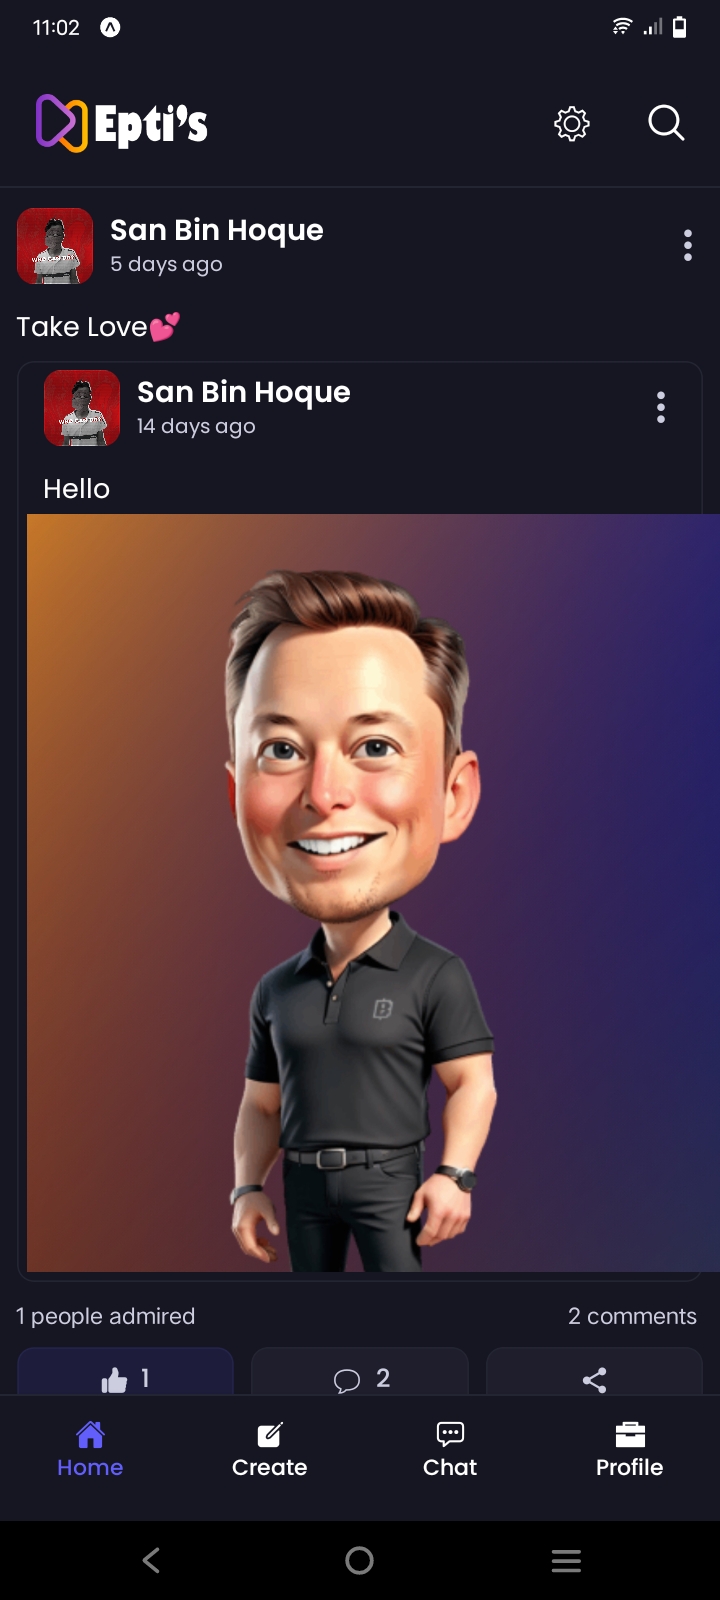 11:02
Epti's
San Bin Hoque
5 days ago
Take Love💕
San Bin Hoque
14 days ago
Hello
1 people admired
2 comments
1
2
Home
Create
Chat
Profile